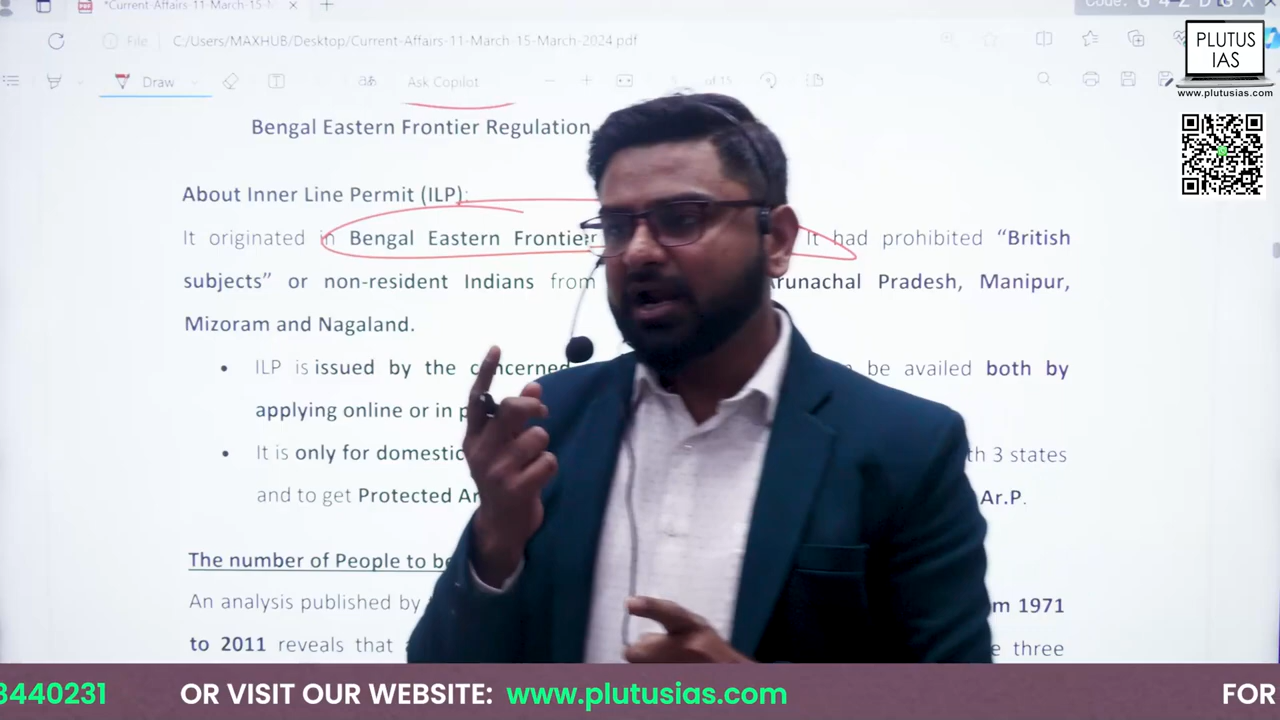 *Current-Affairs-11-March-15-M
PLUTUS
IAS
www.plutusias.com
File C:/Users/MAXHUB/Desktop/Current-Affairs-11-March-15-March-2024.pdf
Draw Ask Copilot of 15
Bengal Eastern Frontier Regulation
About Inner Line Permit (ILP):
It originated in Bengal Eastern Frontier It had prohibited “British
subjects” or non-resident Indians from Arunachal Pradesh, Manipur,
Mizoram and Nagaland.
• ILP is issued by the concerned be availed both by
applying online or in
• It is only for domestic 3 states
and to get Protected Ar.P.
The number of People to
An analysis published by 1971
to 2011 reveals that three
3440231 OR VISIT OUR WEBSITE: www.plutusias.com FOR